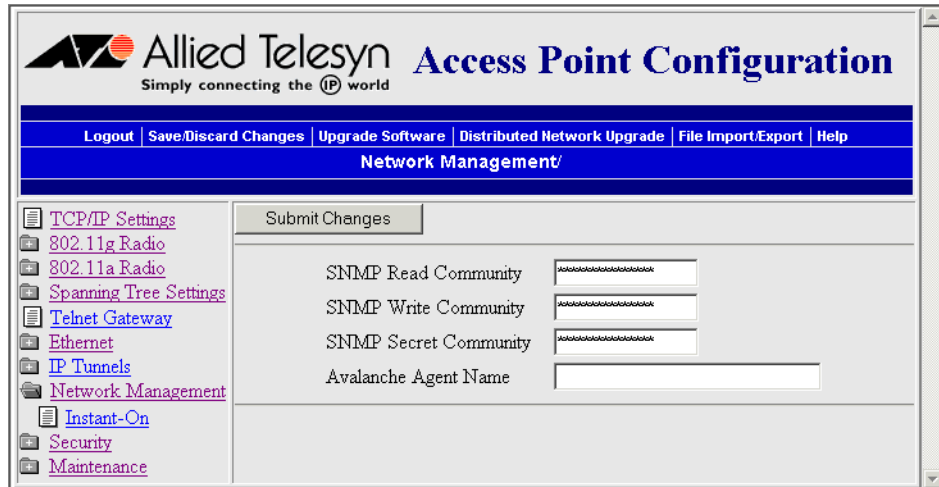 Allied Telesyn
Simply connecting the IP world
Access Point Configuration
Logout | Save/Discard Changes | Upgrade Software | Distributed Network Upgrade | File Import/Export | Help
Network Management/
TCP/IP Settings
802.11g Radio
802.11a Radio
Spanning Tree Settings
Telnet Gateway
Ethernet
IP Tunnels
Network Management
Instant-On
Security
Maintenance
Submit Changes
SNMP Read Community ******************
SNMP Write Community ******************
SNMP Secret Community ******************
Avalanche Agent Name